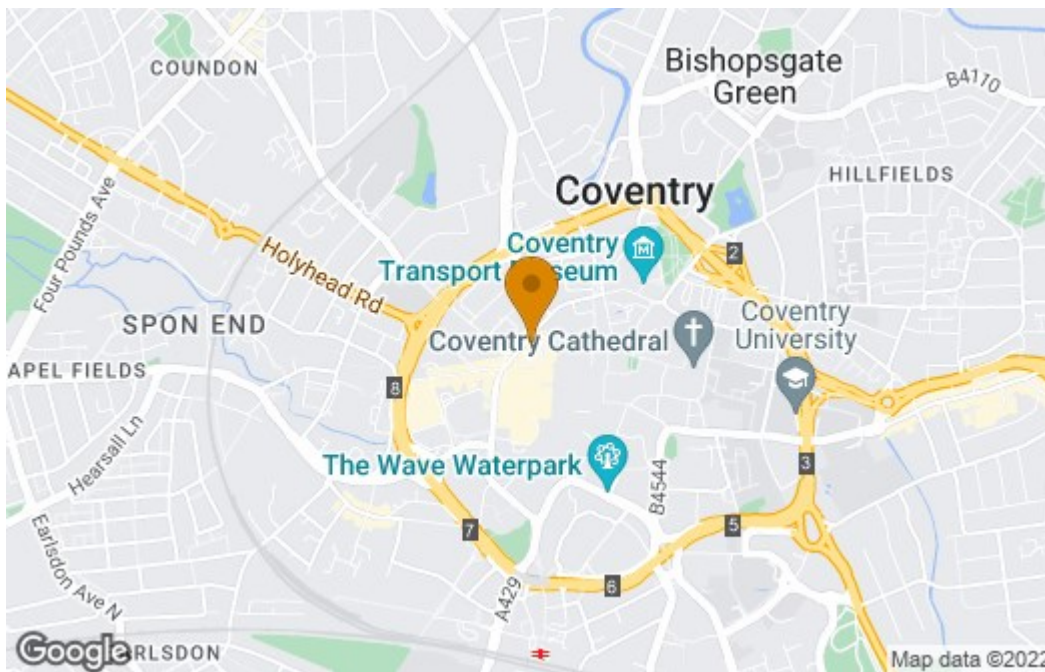 COUNDON
Bishopsgate
Green
B4110
HILLFIELDS
Four Pounds Ave
Holyhead Rd
Coventry
2
Coventry
Transport Museum
SPON END
Coventry Cathedral
Coventry
University
APEL FIELDS
8
Hearsall Ln
The Wave Waterpark
B4544
3
7
5
Earlsdon Ave N
A429
6
Google
ARLSDON
Map data ©2022